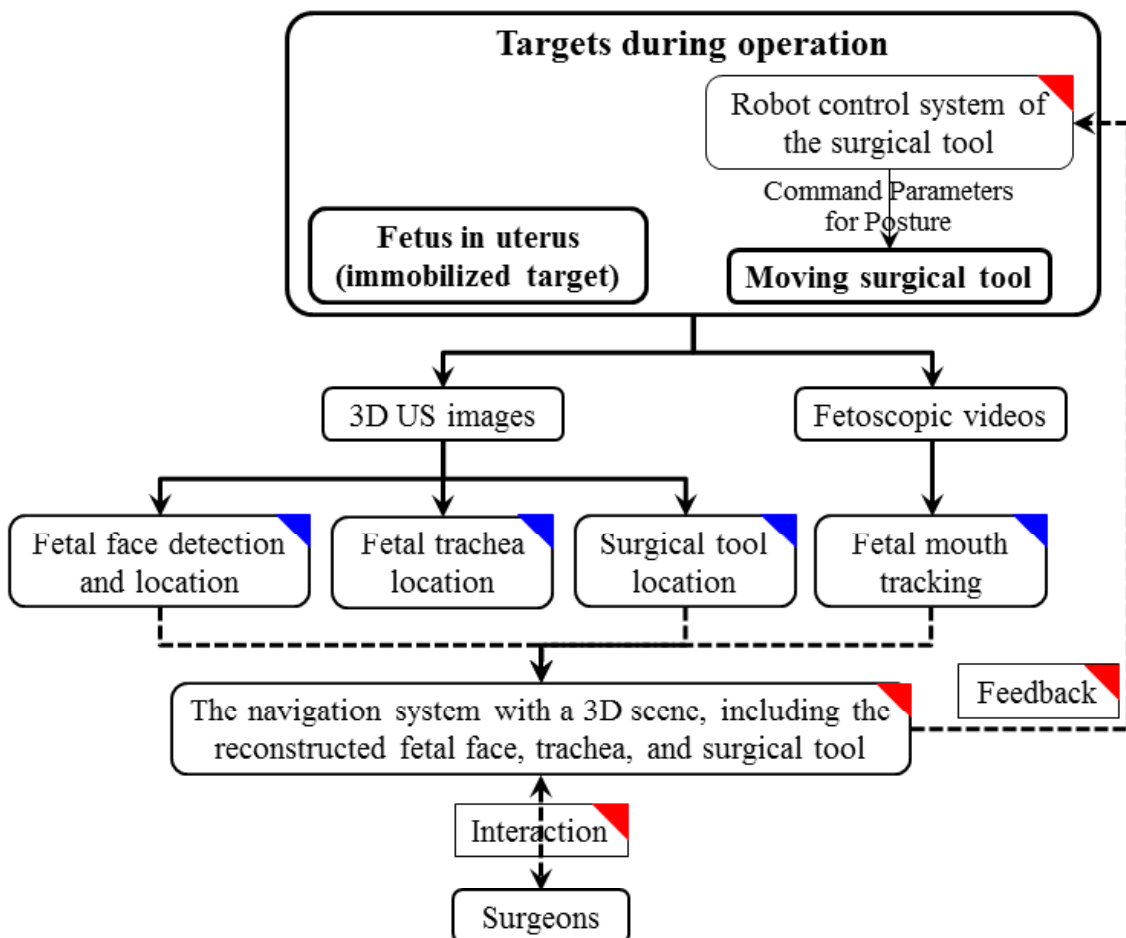 Targets during operation
Robot control system of
the surgical tool
Command Parameters
for Posture
Fetus in uterus
(immobilized target)
Moving surgical tool
3D US images
Fetoscopic videos
Fetal face detection
and location
Fetal trachea
location
Surgical tool
location
Fetal mouth
tracking
The navigation system with a 3D scene, including the
reconstructed fetal face, trachea, and surgical tool
Feedback
Interaction
Surgeons